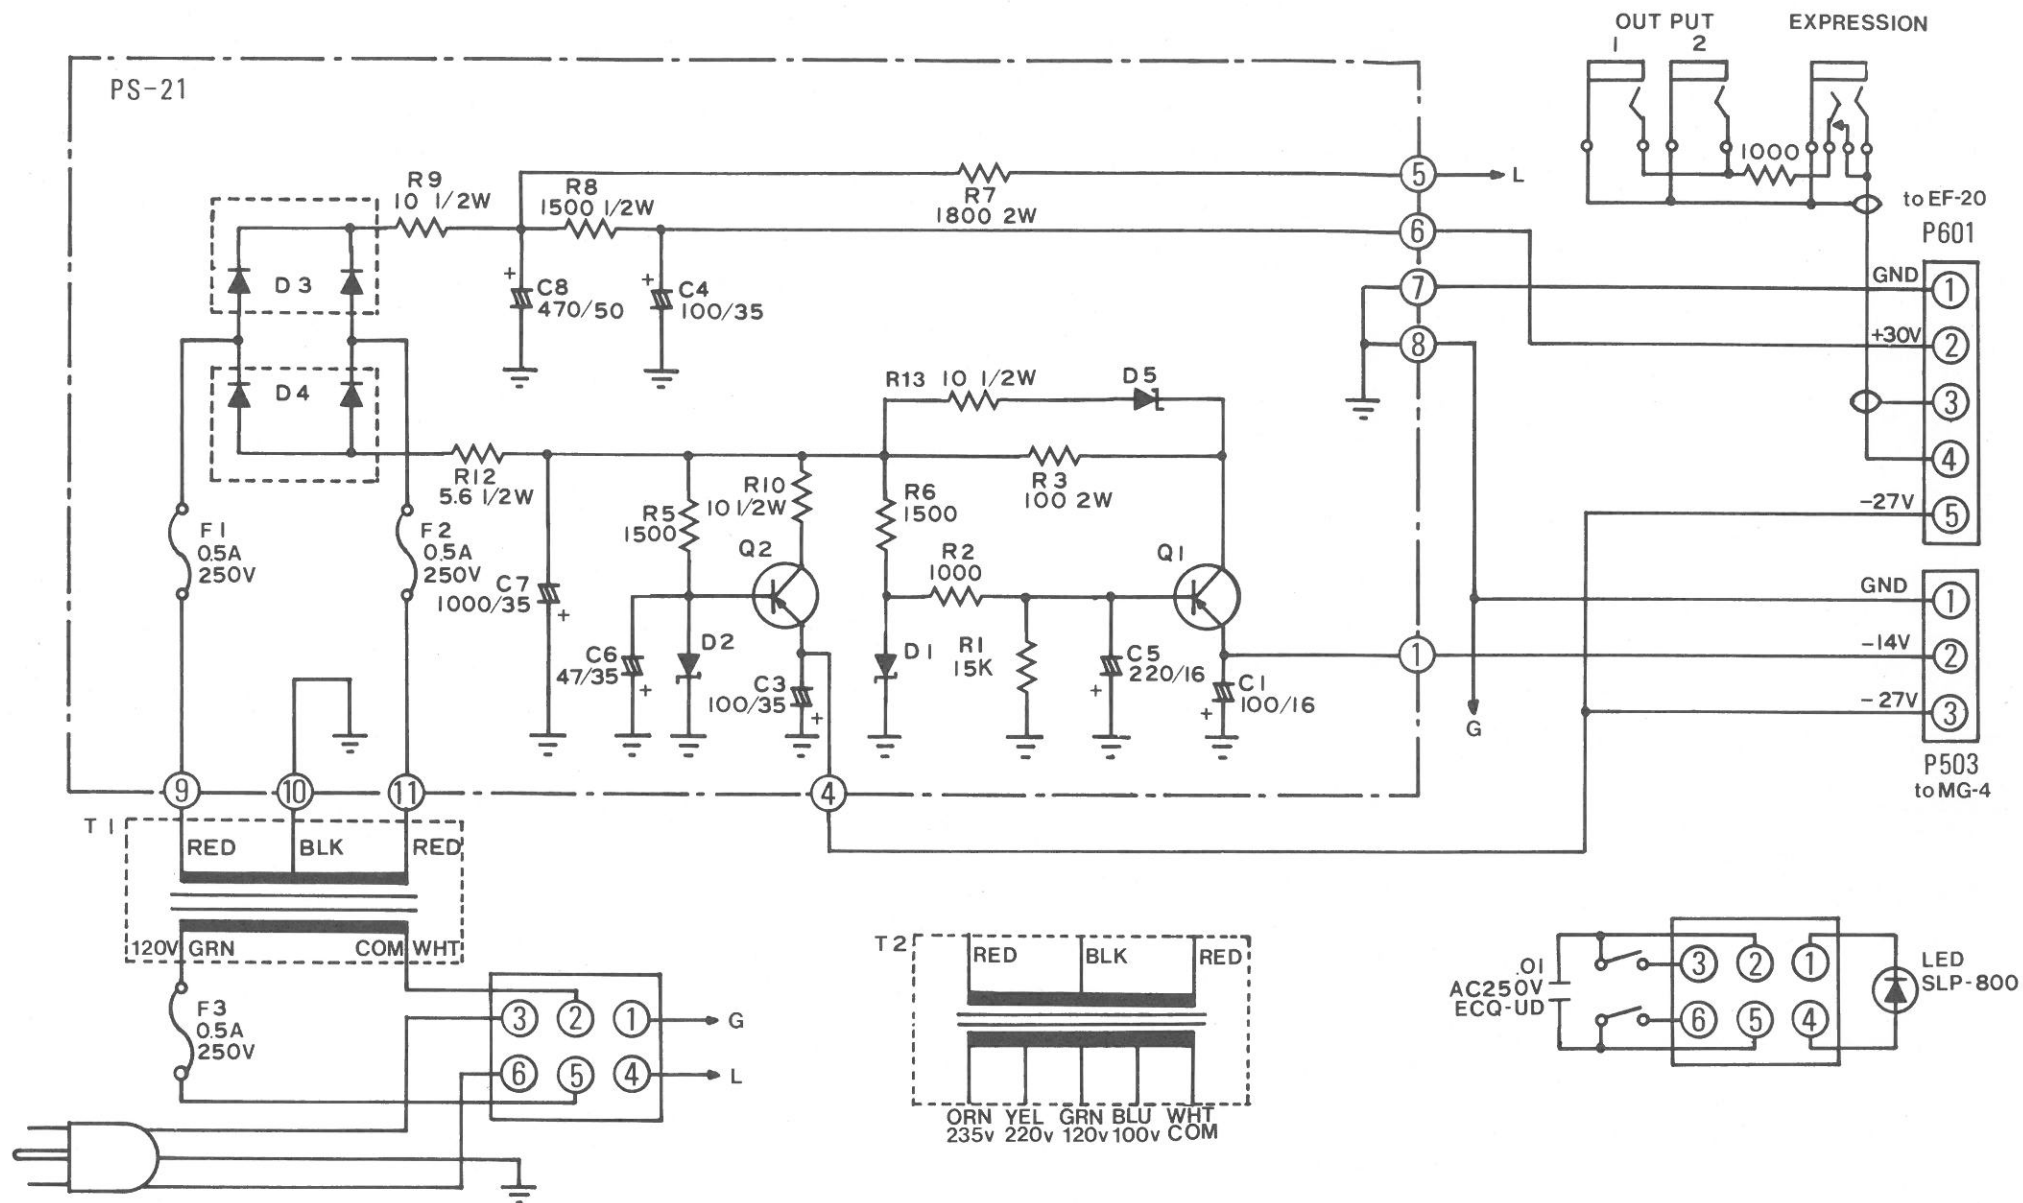 OUT PUT
1 2
EXPRESSION
PS-21
1000
to EF-20
P601
R9
10 1/2W
R8
1500 1/2W
R7
1800 2W
5
L
6
7
8
GND
1
+30V
2
3
4
-27V
5
D3
D4
C8
470/50
+
C4
100/35
+
R13 10 1/2W
D5
R12
5.6 1/2W
R3
100 2W
R10
10 1/2W
R5
1500
R6
1500
R2
1000
Q2
Q1
F1
0.5A
250V
F2
0.5A
250V
C7
1000/35
+
C6
47/35
+
D2
C3
100/35
+
D1
R1
15K
C5
220/16
+
C1
100/16
+
1
GND
1
-14V
2
-27V
3
G
P503
to MG-4
9
10
11
4
T1
RED
BLK
RED
120V GRN
COM WHT
F3
0.5A
250V
3 2 1
G
6 5 4
L
T2
RED
BLK
RED
ORN YEL GRN BLU WHT
235v 220v 120v 100v COM
.01
AC250V
ECQ-UD
3 2 1
6 5 4
LED
SLP-800